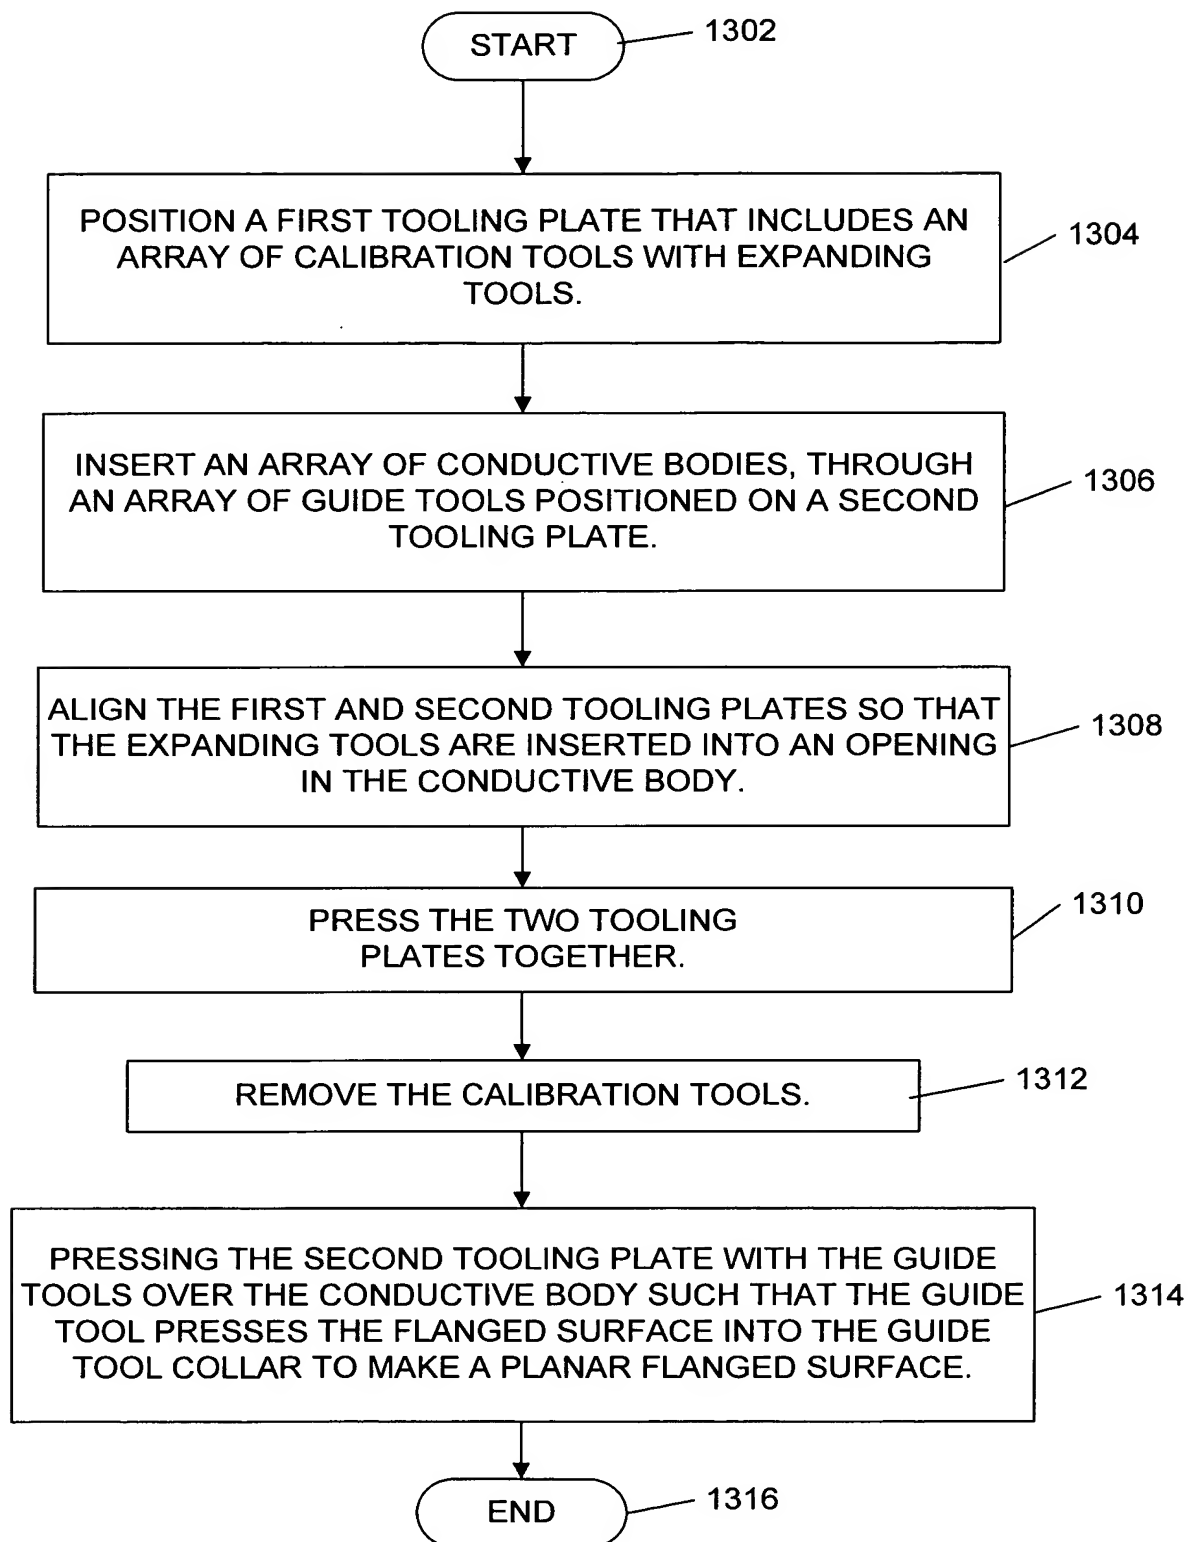 START
1302
POSITION A FIRST TOOLING PLATE THAT INCLUDES AN
ARRAY OF CALIBRATION TOOLS WITH EXPANDING
TOOLS.
1304
INSERT AN ARRAY OF CONDUCTIVE BODIES, THROUGH
AN ARRAY OF GUIDE TOOLS POSITIONED ON A SECOND
TOOLING PLATE.
1306
ALIGN THE FIRST AND SECOND TOOLING PLATES SO THAT
THE EXPANDING TOOLS ARE INSERTED INTO AN OPENING
IN THE CONDUCTIVE BODY.
1308
PRESS THE TWO TOOLING
PLATES TOGETHER.
1310
REMOVE THE CALIBRATION TOOLS.
1312
PRESSING THE SECOND TOOLING PLATE WITH THE GUIDE
TOOLS OVER THE CONDUCTIVE BODY SUCH THAT THE GUIDE
TOOL PRESSES THE FLANGED SURFACE INTO THE GUIDE
TOOL COLLAR TO MAKE A PLANAR FLANGED SURFACE.
1314
END
1316